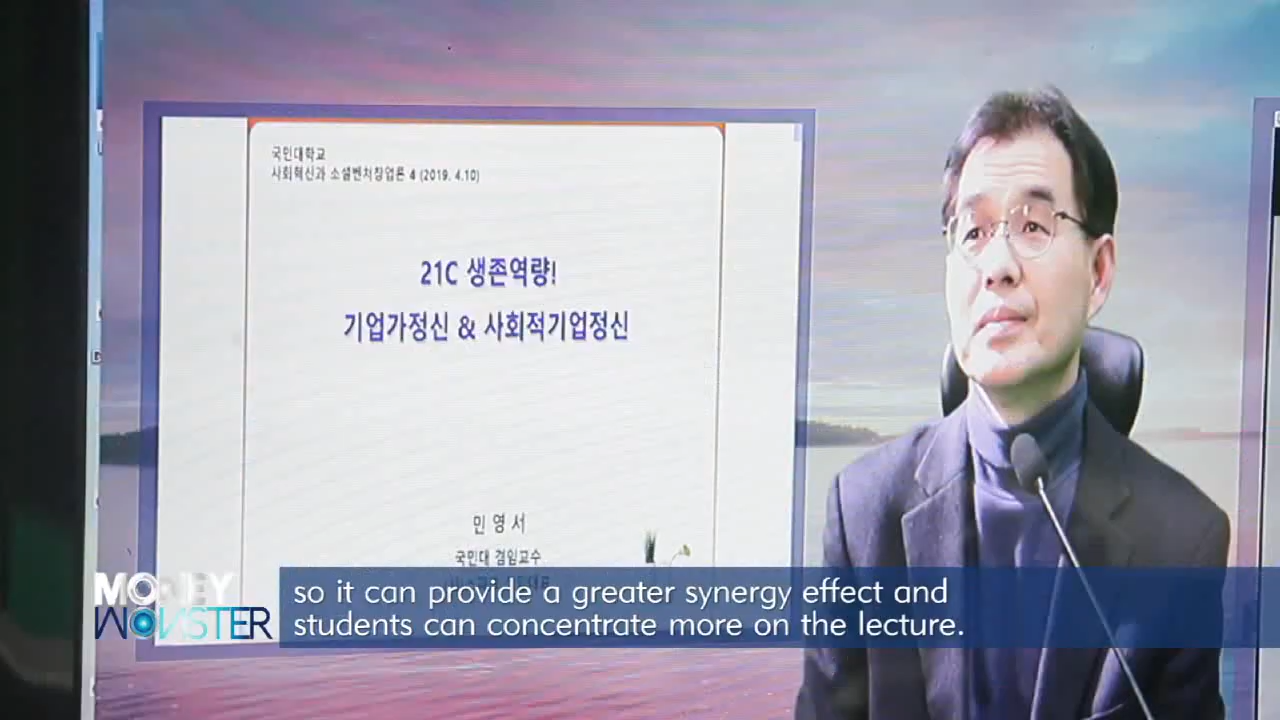 국민대학교
사회혁신과 소셜벤처창업론 4 (2019. 4.10)
21C 생존역량!
기업가정신 & 사회적기업정신
민 영 서
국민대 겸임교수
MONEY
MONSTER
so it can provide a greater synergy effect and
students can concentrate more on the lecture.